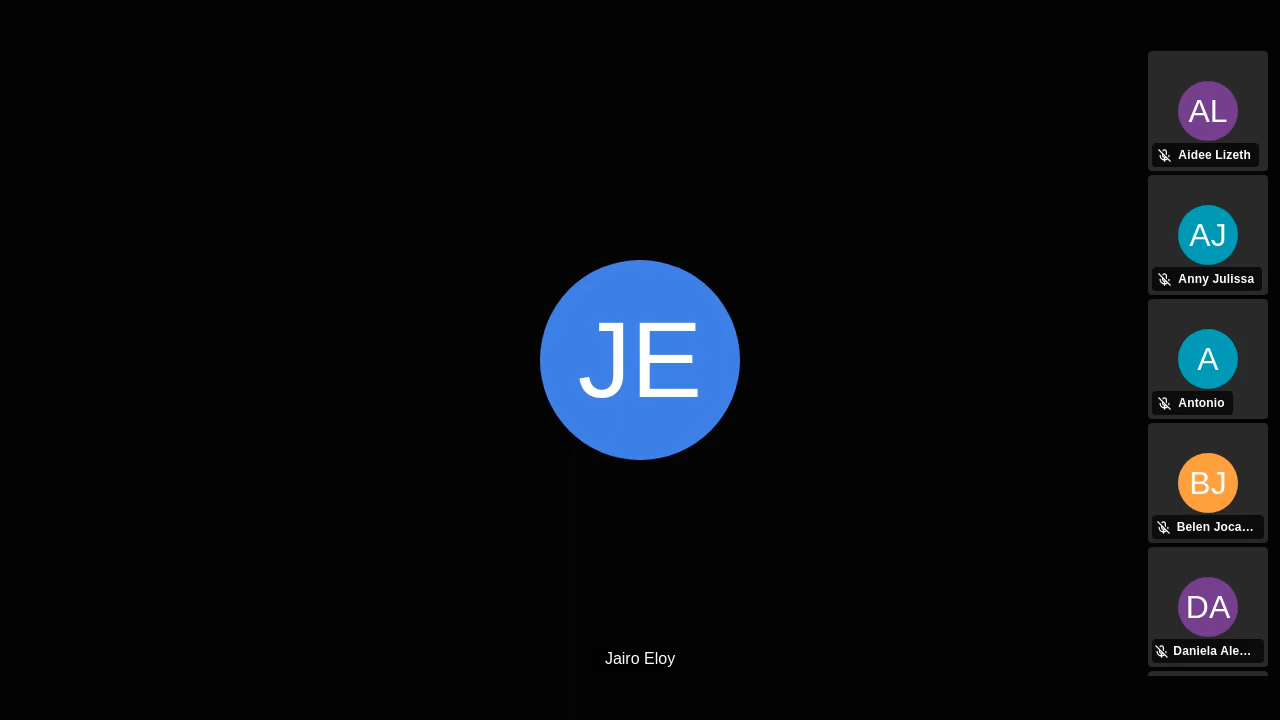 JE
Jairo Eloy
AL
Aidee Lizeth
AJ
Anny Julissa
A
Antonio
BJ
Belen Joca...
DA
Daniela Ale...